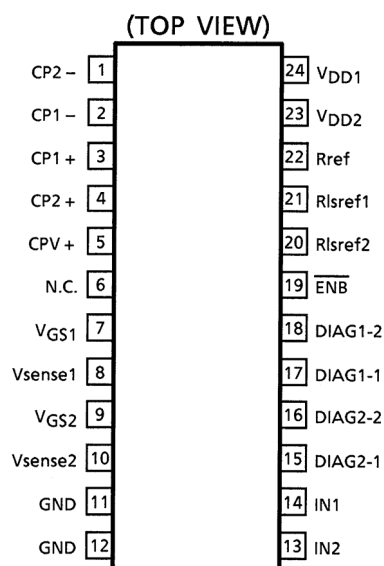 (TOP VIEW)
CP2 − 1 24 VDD1
CP1 − 2 23 VDD2
CP1 + 3 22 Rref
CP2 + 4 21 Rlsref1
CPV + 5 20 Rlsref2
N.C. 6 19 E̅N̅B̅
VGS1 7 18 DIAG1-2
Vsense1 8 17 DIAG1-1
VGS2 9 16 DIAG2-2
Vsense2 10 15 DIAG2-1
GND 11 14 IN1
GND 12 13 IN2